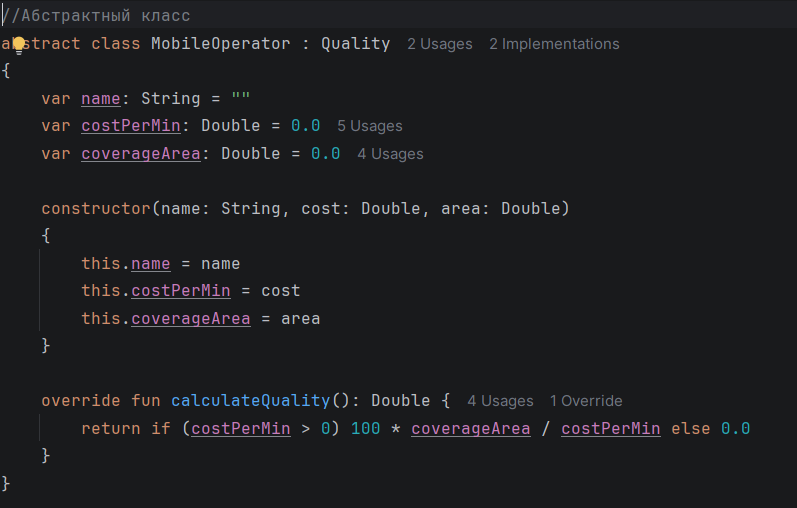 //Абстрактный класс
abstract class MobileOperator : Quality 2 Usages 2 Implementations
{
var name: String = ""
var costPerMin: Double = 0.0 5 Usages
var coverageArea: Double = 0.0 4 Usages
constructor(name: String, cost: Double, area: Double)
{
this.name = name
this.costPerMin = cost
this.coverageArea = area
}
override fun calculateQuality(): Double { 4 Usages 1 Override
return if (costPerMin > 0) 100 * coverageArea / costPerMin else 0.0
}
}